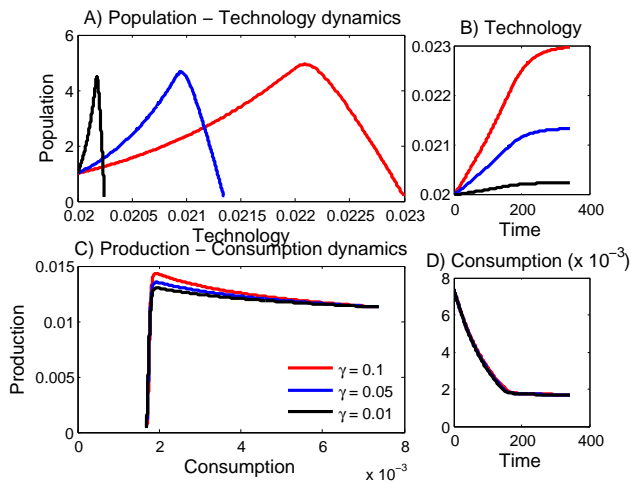 A) Population − Technology dynamics
6
4
2
0
Population
0.02 0.0205 0.021 0.0215 0.022 0.0225 0.023
Technology
B) Technology
0.023
0.022
0.021
0.02
0 200 400
Time
C) Production − Consumption dynamics
0.015
0.01
0.005
0
Production
γ = 0.1
γ = 0.05
γ = 0.01
0 2 4 6 8
Consumption
x 10⁻³
D) Consumption (x 10⁻³)
8
6
4
2
0
0 200 400
Time